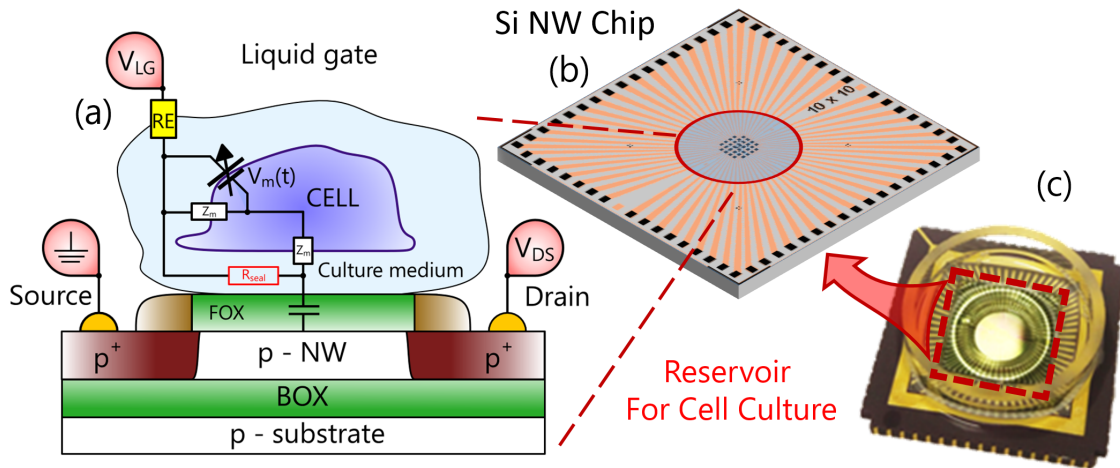 Si NW Chip
(a)
V_LG
Liquid gate
RE
V_m(t)
CELL
Z_m
Z_m
R_seal
Culture medium
V_DS
Source
Drain
FOX
p+
p - NW
p+
BOX
p - substrate
(b)
10 x 10
(c)
Reservoir
For Cell Culture